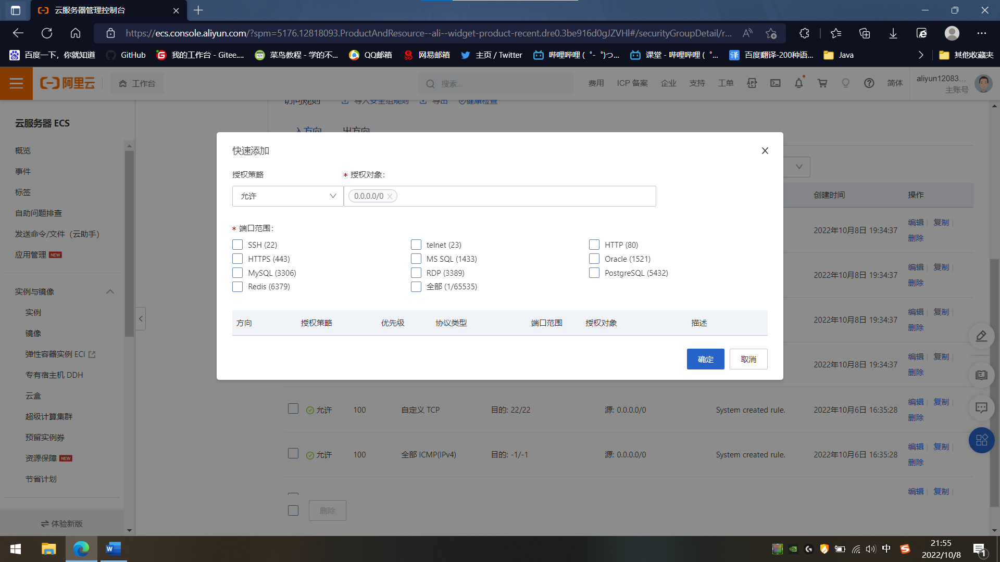 云服务器管理控制台
https://ecs.console.aliyun.com/?spm=5176.12818093.ProductAndResource--ali--widget-product-recent.dre0.3be916d0gJZVHl#/securityGroupDetail/r...
百度一下，你就知道 GitHub 我的工作台 - Gitee.... 菜鸟教程 - 学的不... QQ邮箱 网易邮箱 主页 / Twitter 哔哩哔哩 ( ゜- ゜)つ... 课堂 - 哔哩哔哩 ( ゜... 百度翻译-200种语... Java 其他收藏夹
阿里云 工作台 搜索... 费用 ICP 备案 企业 支持 工单 简体 aliyun12083...
主账号
访问规则 导入安全组规则 导出 健康检查
入方向 出方向
云服务器 ECS
概览
事件
标签
自助问题排查
发送命令/文件（云助手）
应用管理 NEW
实例与镜像
实例
镜像
弹性容器实例 ECI
专有宿主机 DDH
云盒
超级计算集群
预留实例券
资源保障 NEW
节省计划
体验新版
快速添加
授权策略 * 授权对象:
允许 0.0.0.0/0
* 端口范围:
SSH (22) telnet (23) HTTP (80)
HTTPS (443) MS SQL (1433) Oracle (1521)
MySQL (3306) RDP (3389) PostgreSQL (5432)
Redis (6379) 全部 (1/65535)
方向 授权策略 优先级 协议类型 端口范围 授权对象 描述
确定 取消
创建时间 操作
2022年10月8日 19:34:37 编辑 复制
删除
2022年10月8日 19:34:37 编辑 复制
删除
2022年10月8日 19:34:37 编辑 复制
删除
2022年10月8日 19:34:37 编辑 复制
删除
允许 100 自定义 TCP 目的: 22/22 源: 0.0.0.0/0 System created rule. 2022年10月6日 16:35:28 编辑 复制
删除
允许 100 全部 ICMP(IPv4) 目的: -1/-1 源: 0.0.0.0/0 System created rule. 2022年10月6日 16:35:28 编辑 复制
删除
编辑 复制
删除
中 21:55
2022/10/8 1